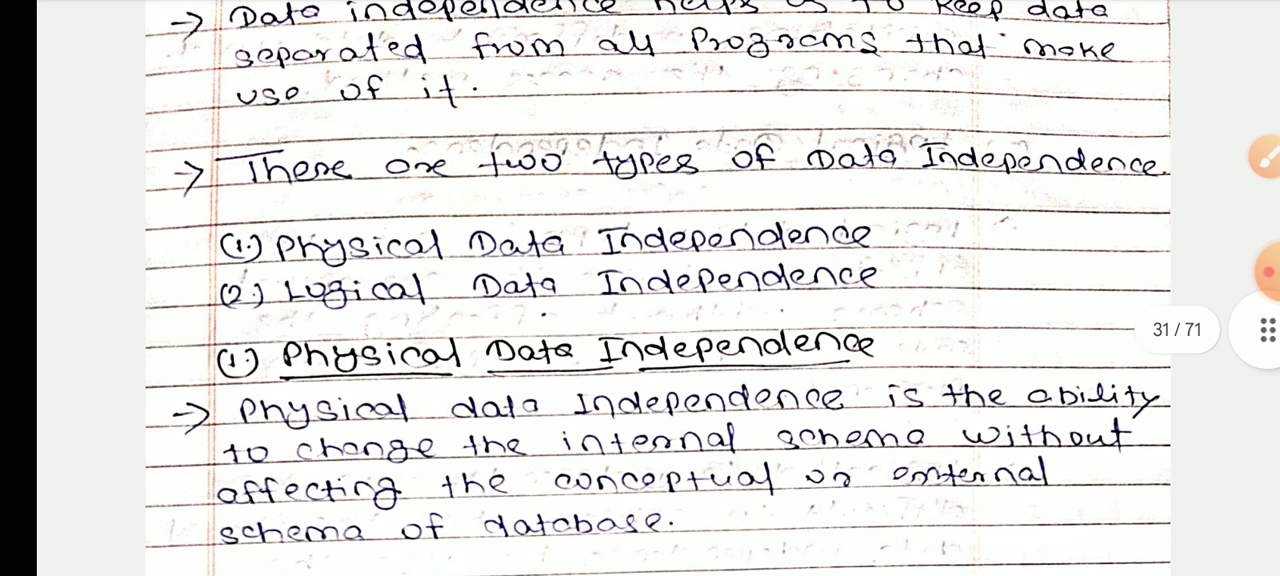 → Data independence helps us to keep data
separated from all Programs that make
use of it.
→ There are two types of Data Independence.
(1.) Physical Data Independence
(2.) Logical Data Independence
31 / 71
(1.) Physical Data Independence
→ Physical data Independence is the ability
to change the internal schema without
affecting the conceptual or external
schema of database.